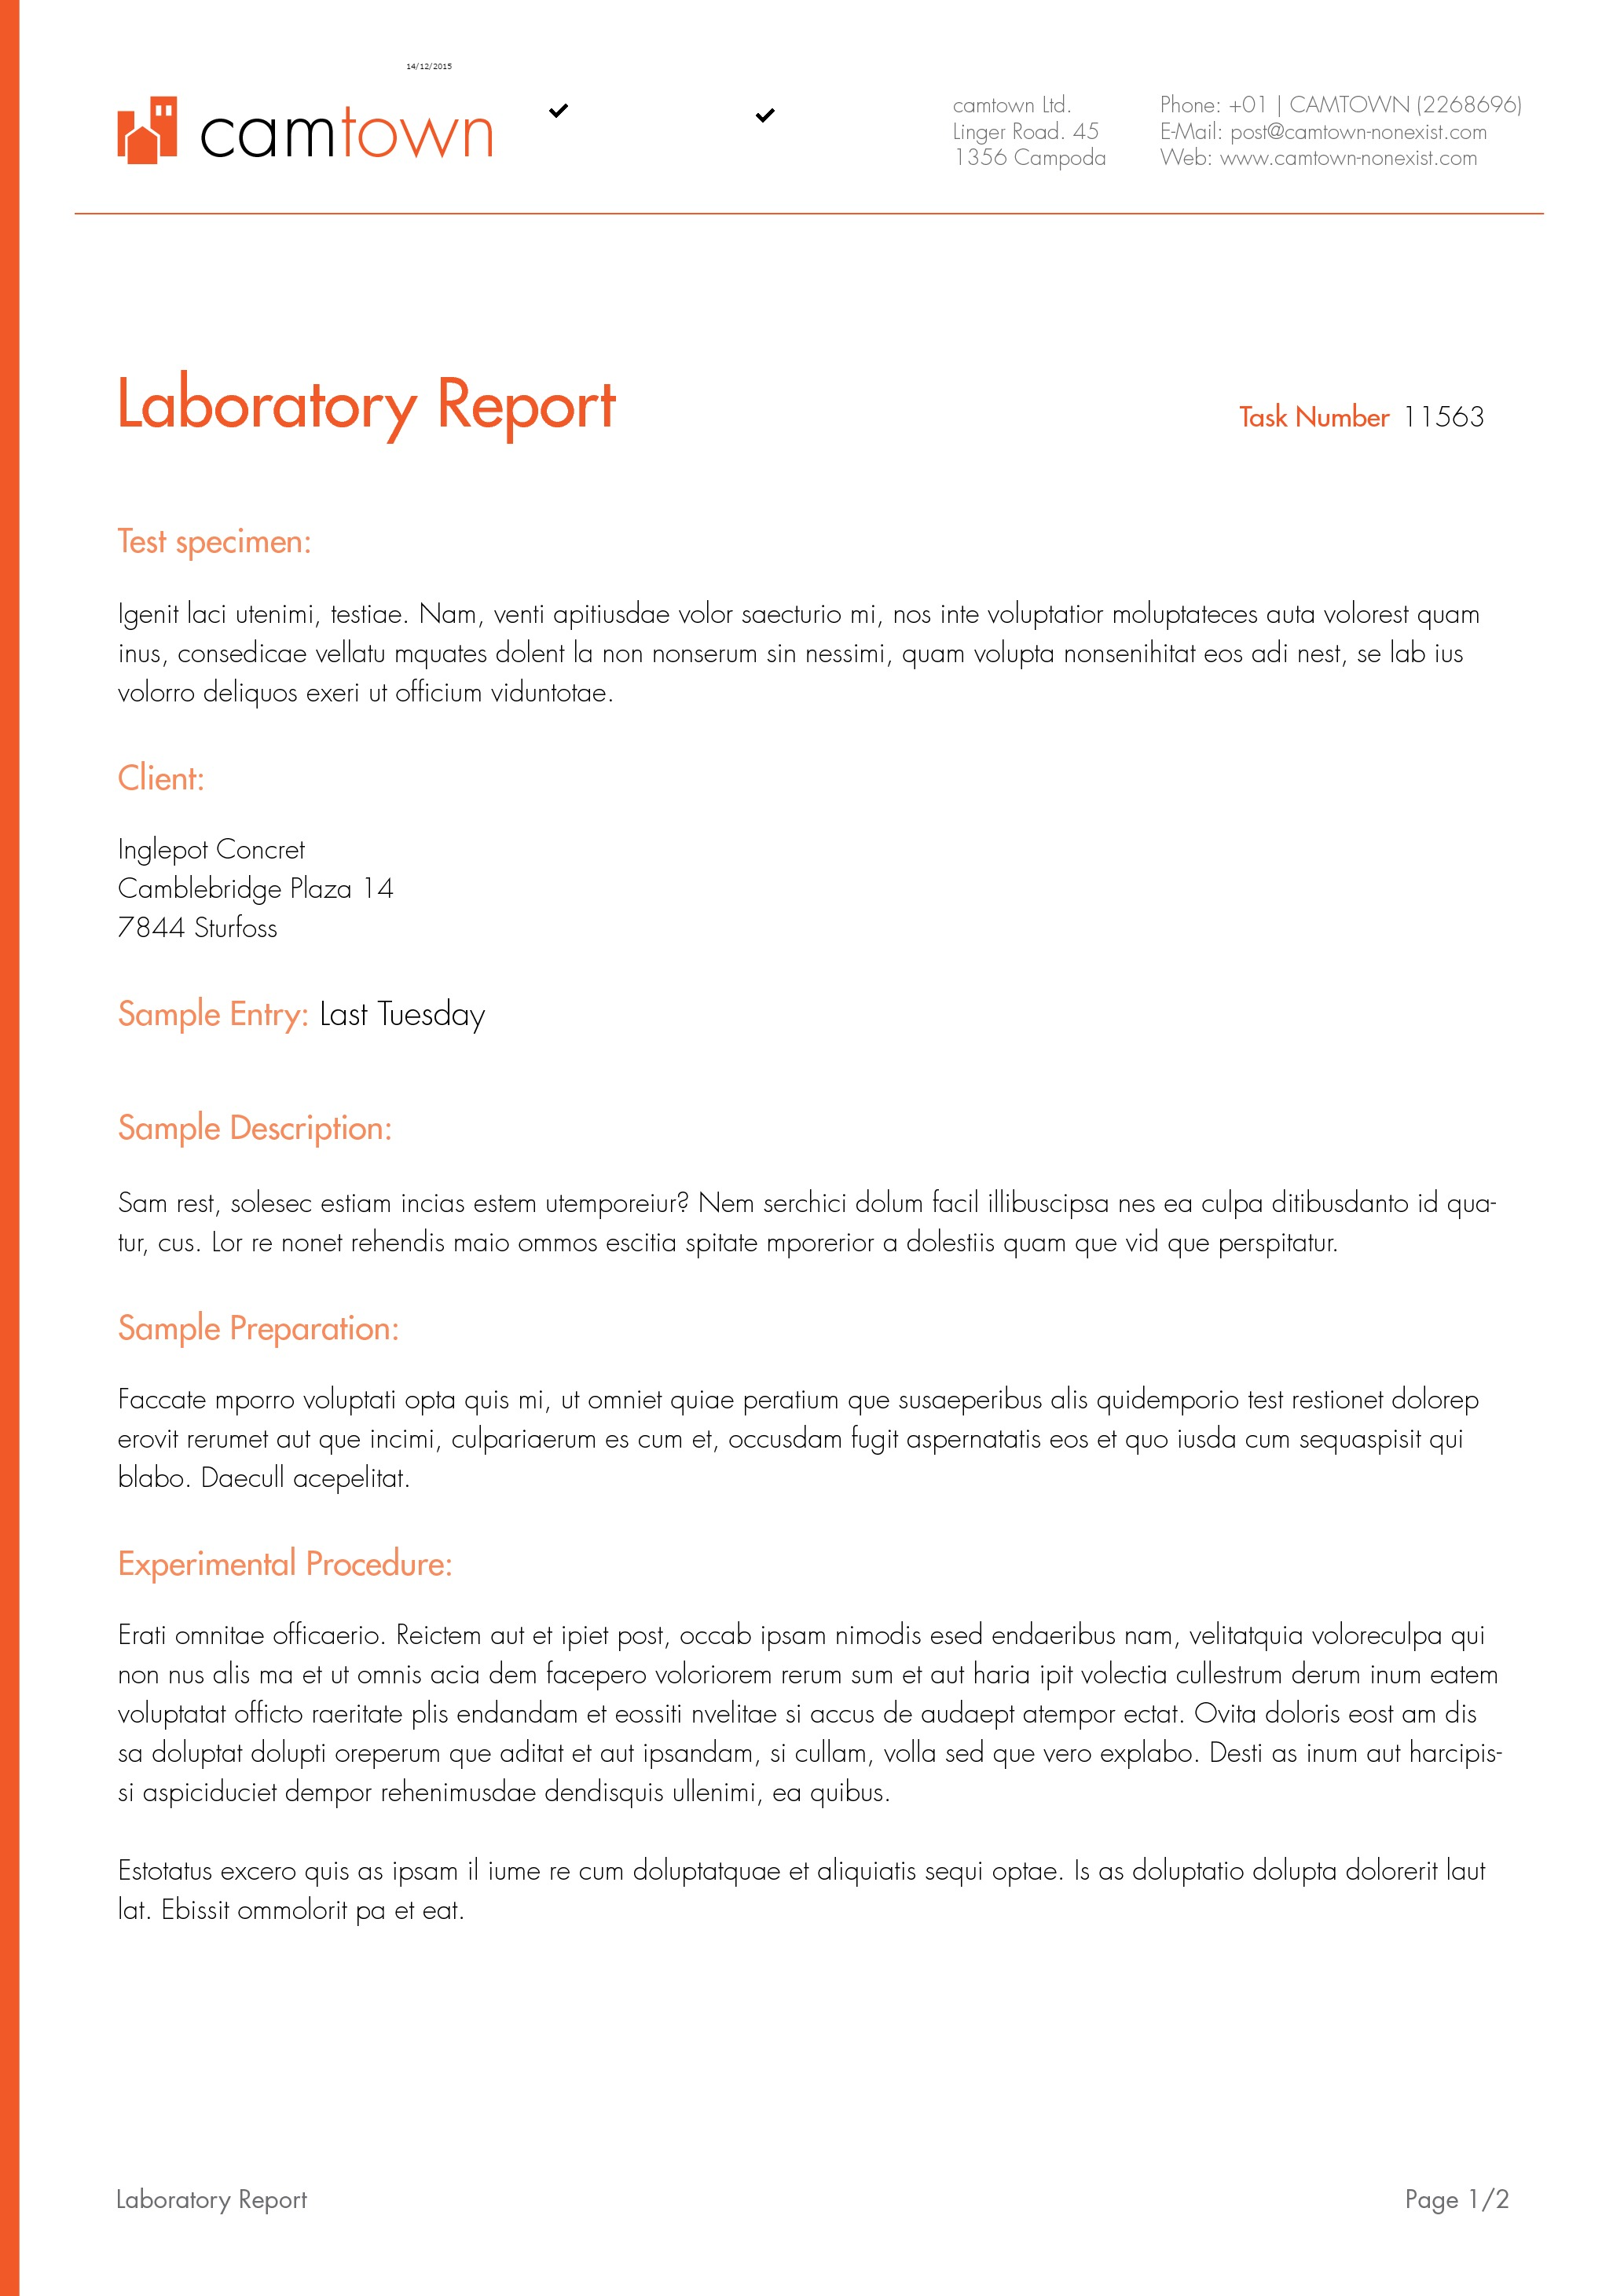 14/12/2015
camtown
camtown Ltd.
Linger Road. 45
1356 Campoda
Phone: +01 | CAMTOWN (2268696)
E-Mail: post@camtown-nonexist.com
Web: www.camtown-nonexist.com
Laboratory Report
Task Number 11563
Test specimen:
Igenit laci utenimi, testiae. Nam, venti apitiusdae volor saecturio mi, nos inte voluptatior moluptateces auta volorest quam
inus, consedicae vellatu mquates dolent la non nonserum sin nessimi, quam volupta nonsenihitat eos adi nest, se lab ius
volorro deliquos exeri ut officium viduntotae.
Client:
Inglepot Concret
Camblebridge Plaza 14
7844 Sturfoss
Sample Entry: Last Tuesday
Sample Description:
Sam rest, solesec estiam incias estem utemporeiur? Nem serchici dolum facil illibuscipsa nes ea culpa ditibusdanto id qua-
tur, cus. Lor re nonet rehendis maio ommos escitia spitate mporerior a dolestiis quam que vid que perspitatur.
Sample Preparation:
Faccate mporro voluptati opta quis mi, ut omniet quiae peratium que susaeperibus alis quidemporio test restionet dolorep
erovit rerumet aut que incimi, culpariaerum es cum et, occusdam fugit aspernatatis eos et quo iusda cum sequaspisit qui
blabo. Daecull acepelitat.
Experimental Procedure:
Erati omnitae officaerio. Reictem aut et ipiet post, occab ipsam nimodis esed endaeribus nam, velitatquia voloreculpa qui
non nus alis ma et ut omnis acia dem facepero voloriorem rerum sum et aut haria ipit volectia cullestrum derum inum eatem
voluptatat officto raeritate plis endandam et eossiti nvelitae si accus de audaept atempor ectat. Ovita doloris eost am dis
sa doluptat dolupti oreperum que aditat et aut ipsandam, si cullam, volla sed que vero explabo. Desti as inum aut harcipis-
si aspiciduciet dempor rehenimusdae dendisquis ullenimi, ea quibus.
Estotatus excero quis as ipsam il iume re cum doluptatquae et aliquiatis sequi optae. Is as doluptatio dolupta dolorerit laut
lat. Ebissit ommolorit pa et eat.
Laboratory Report
Page 1/2